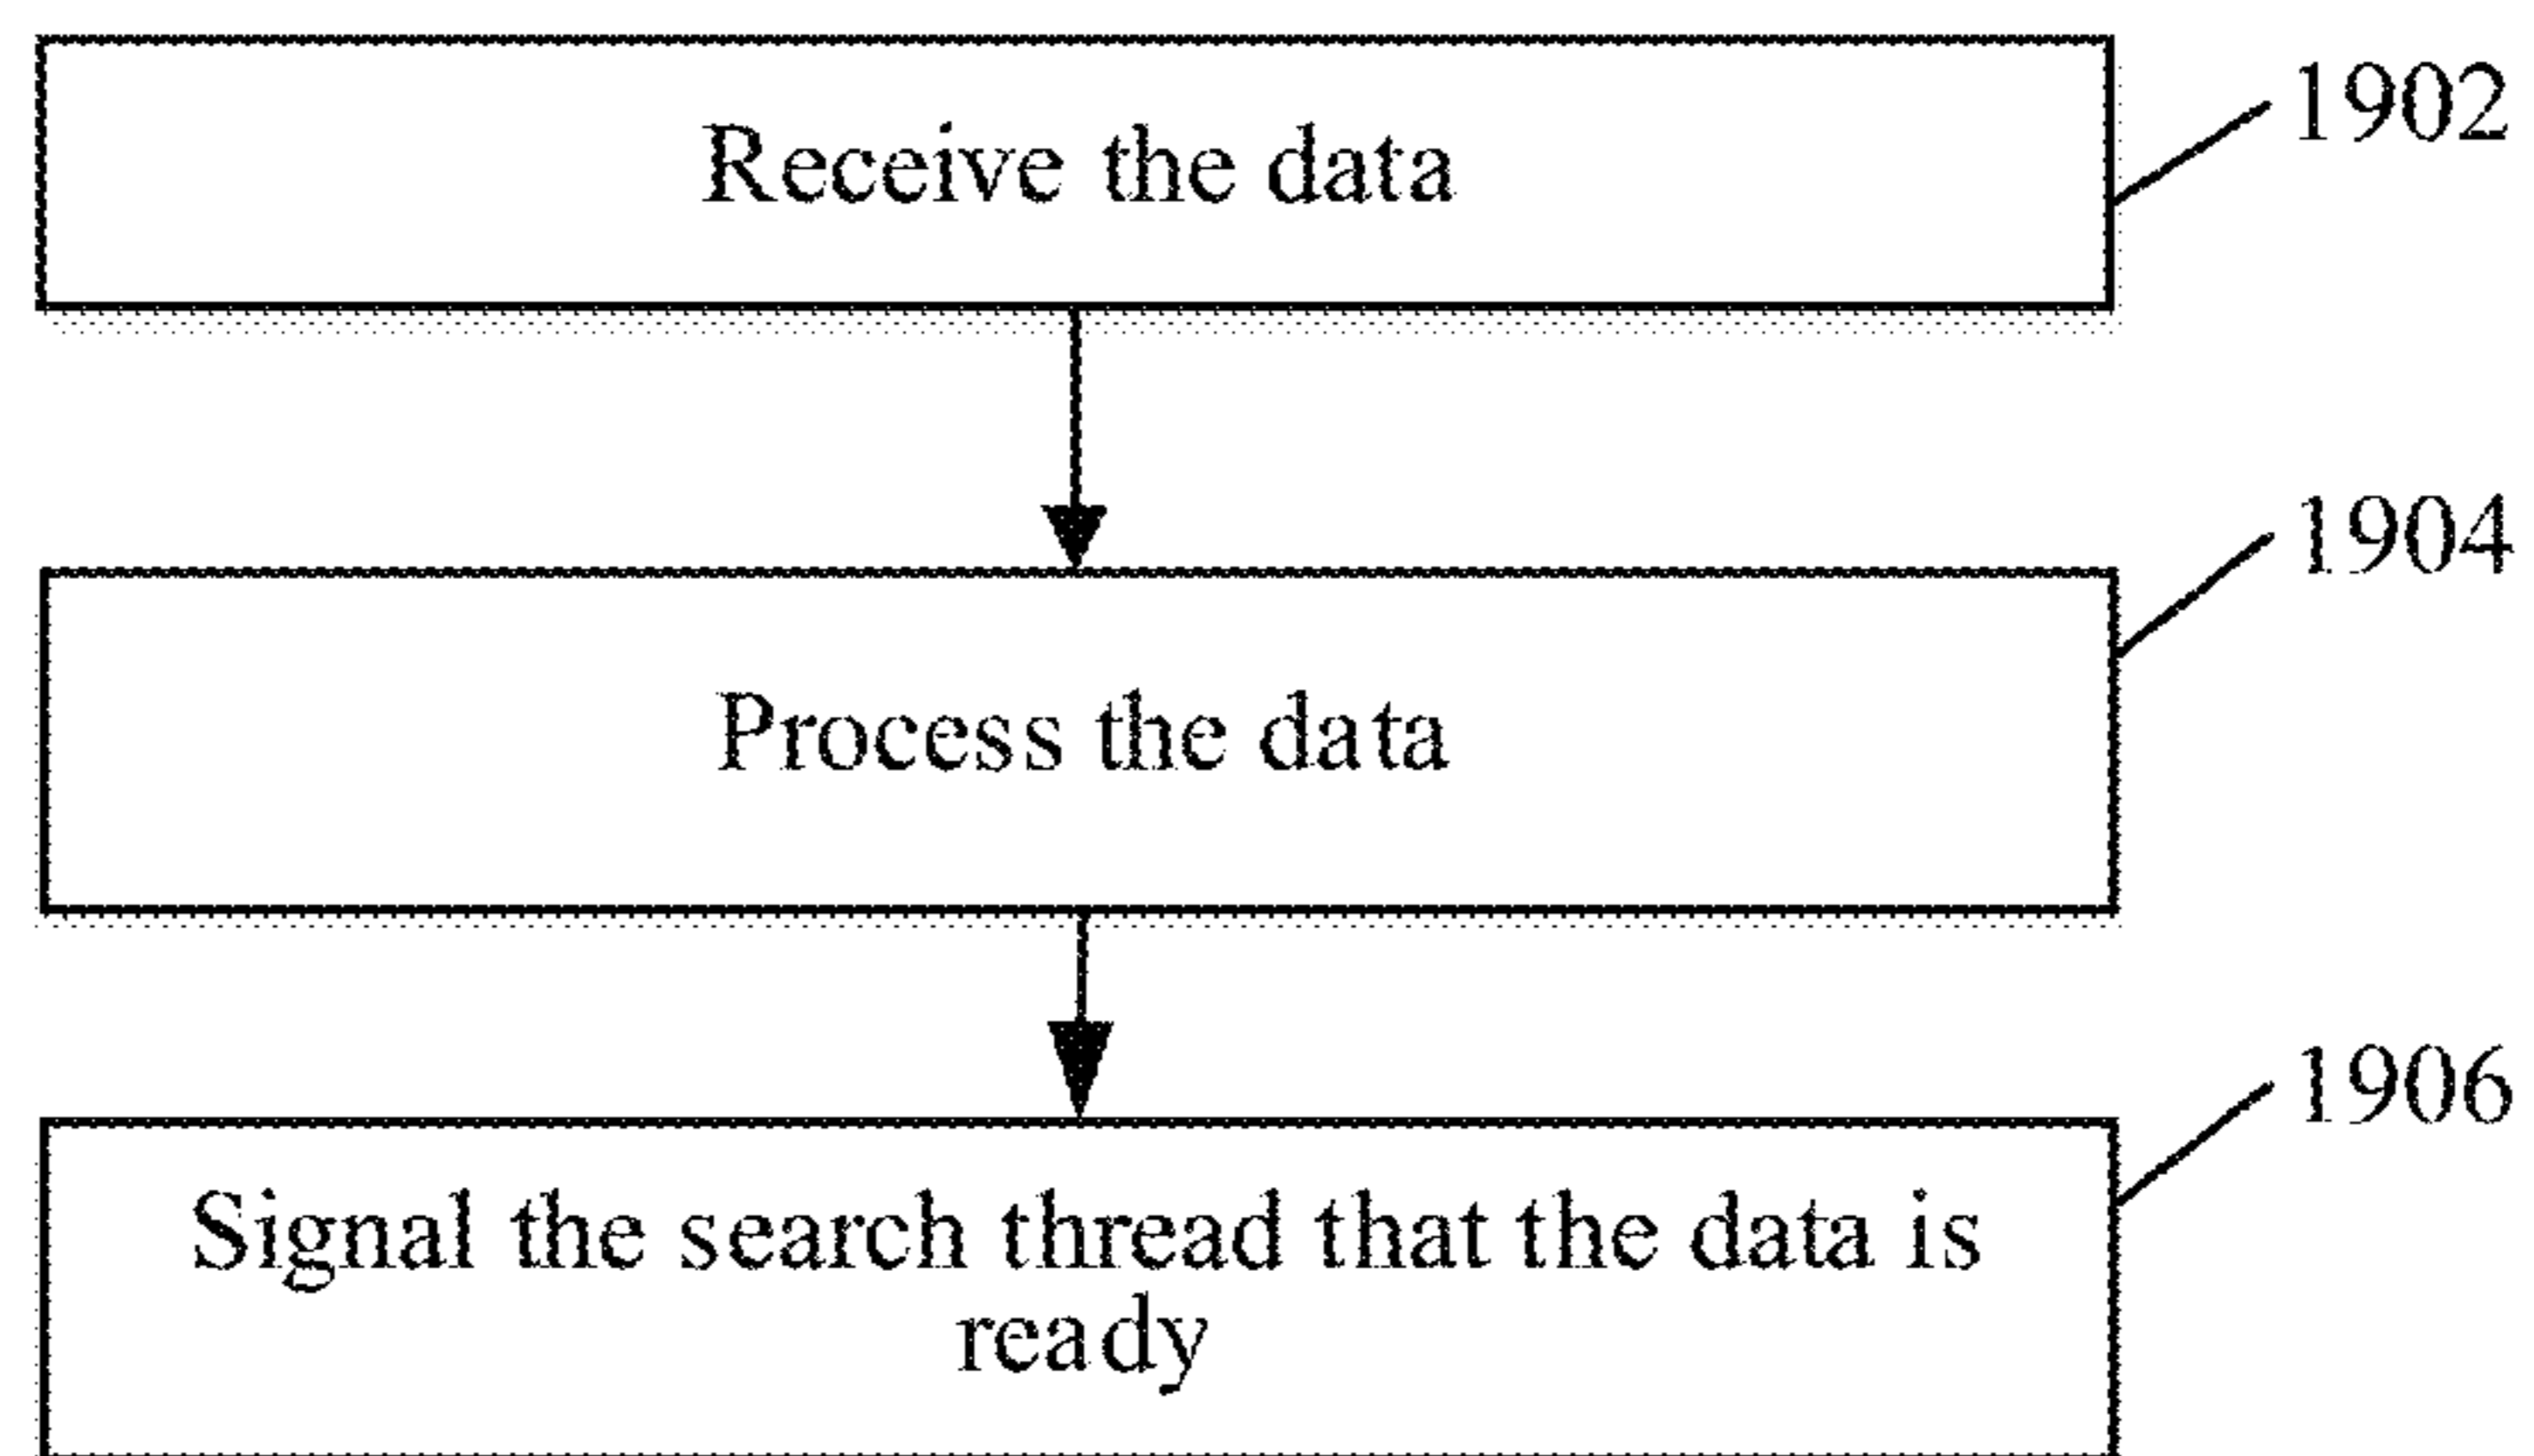 Receive the data
1902
Process the data
1904
Signal the search thread that the data is
ready
1906